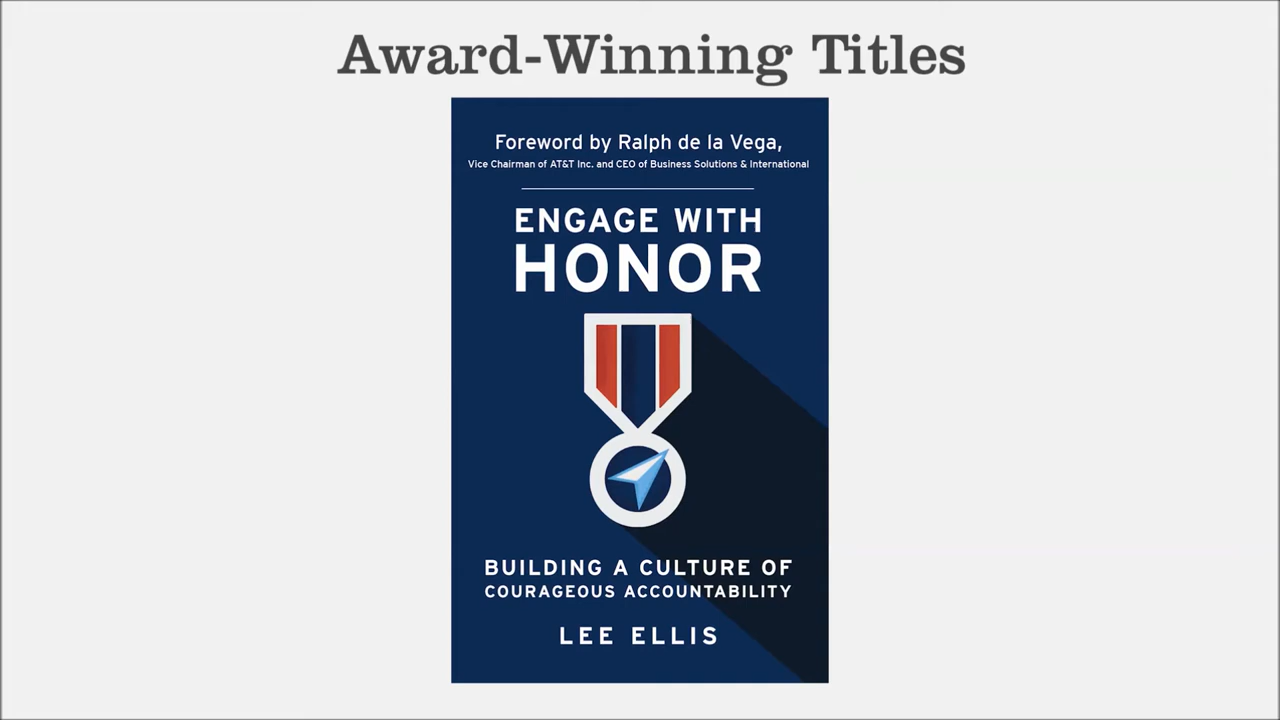 Award-Winning Titles
Foreword by Ralph de la Vega,
Vice Chairman of AT&T Inc. and CEO of Business Solutions & International
ENGAGE WITH
HONOR
BUILDING A CULTURE OF
COURAGEOUS ACCOUNTABILITY
LEE ELLIS